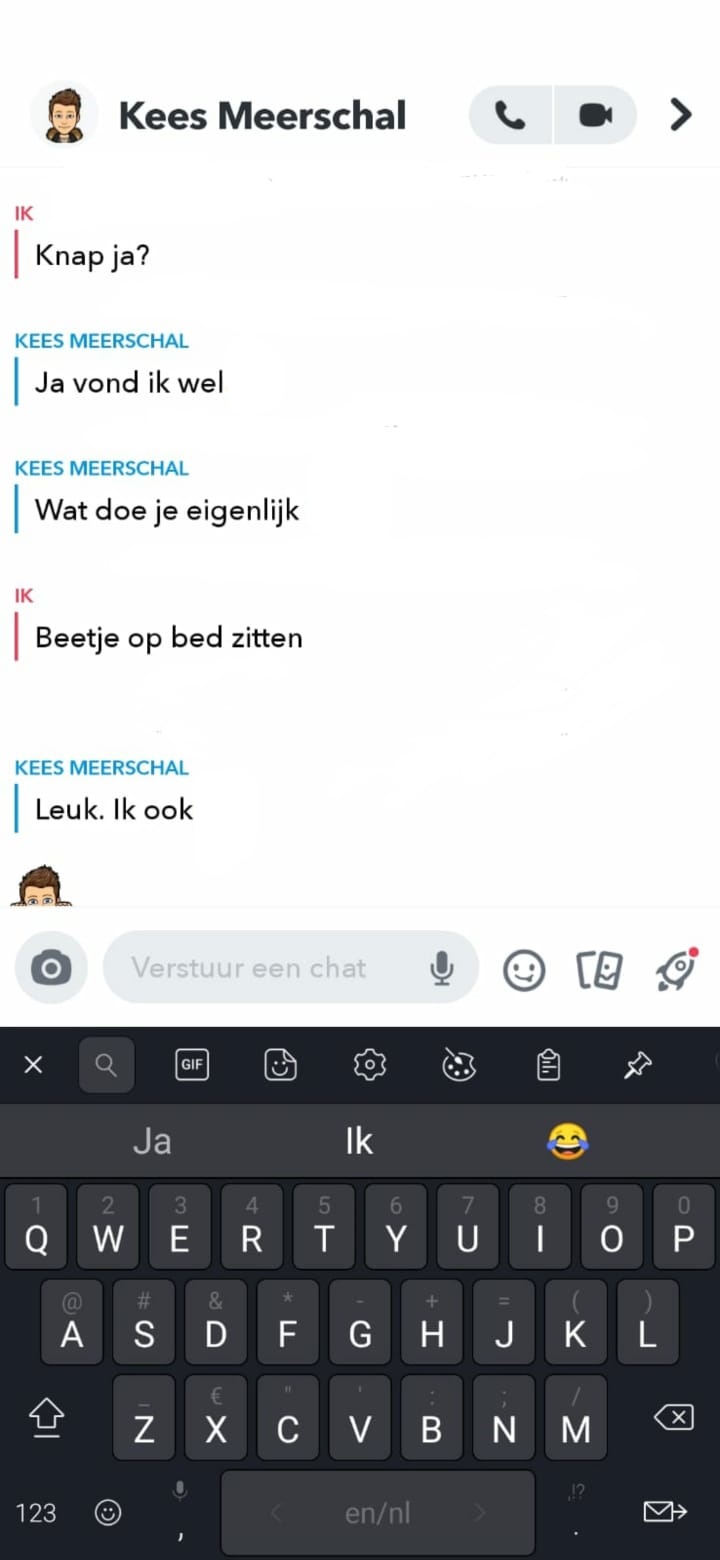 Kees Meerschal
IK
Knap ja?
KEES MEERSCHAL
Ja vond ik wel
KEES MEERSCHAL
Wat doe je eigenlijk
IK
Beetje op bed zitten
KEES MEERSCHAL
Leuk. Ik ook
Verstuur een chat
GIF
Ja Ik 😂
1 2 3 4 5 6 7 8 9 0
Q W E R T Y U I O P
@ # & * - + = ( )
A S D F G H J K L
_ € " ' : ; /
Z X C V B N M
123 , en/nl ,!? .